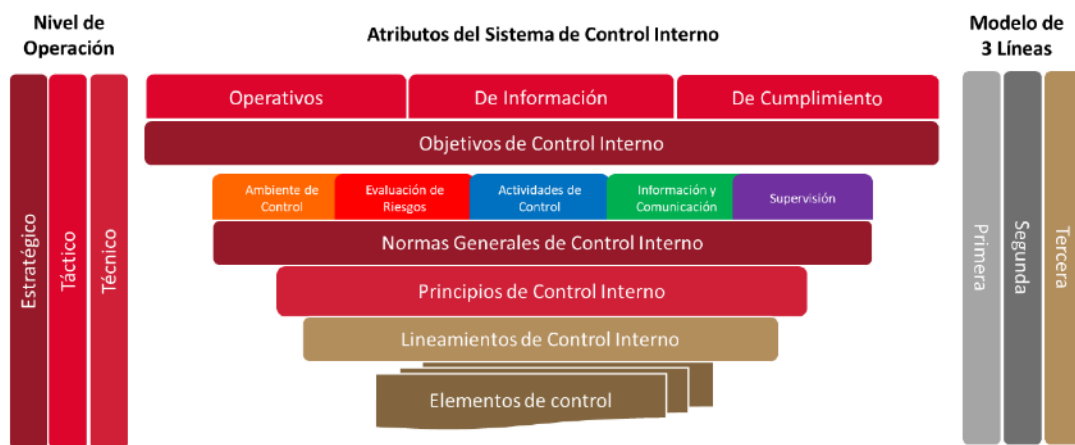 Nivel de
Operación
Atributos del Sistema de Control Interno
Modelo de
3 Líneas
Operativos
De Información
De Cumplimiento
Objetivos de Control Interno
Ambiente de
Control
Evaluación de
Riesgos
Actividades de
Control
Información y
Comunicación
Supervisión
Normas Generales de Control Interno
Principios de Control Interno
Lineamientos de Control Interno
Elementos de control
Estratégico
Táctico
Técnico
Primera
Segunda
Tercera